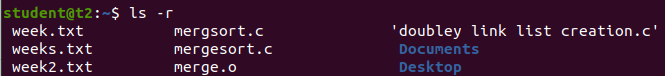 student@t2:~$ ls -r
week.txt mergsort.c 'doubley link list creation.c'
weeks.txt mergesort.c Documents
week2.txt merge.o Desktop